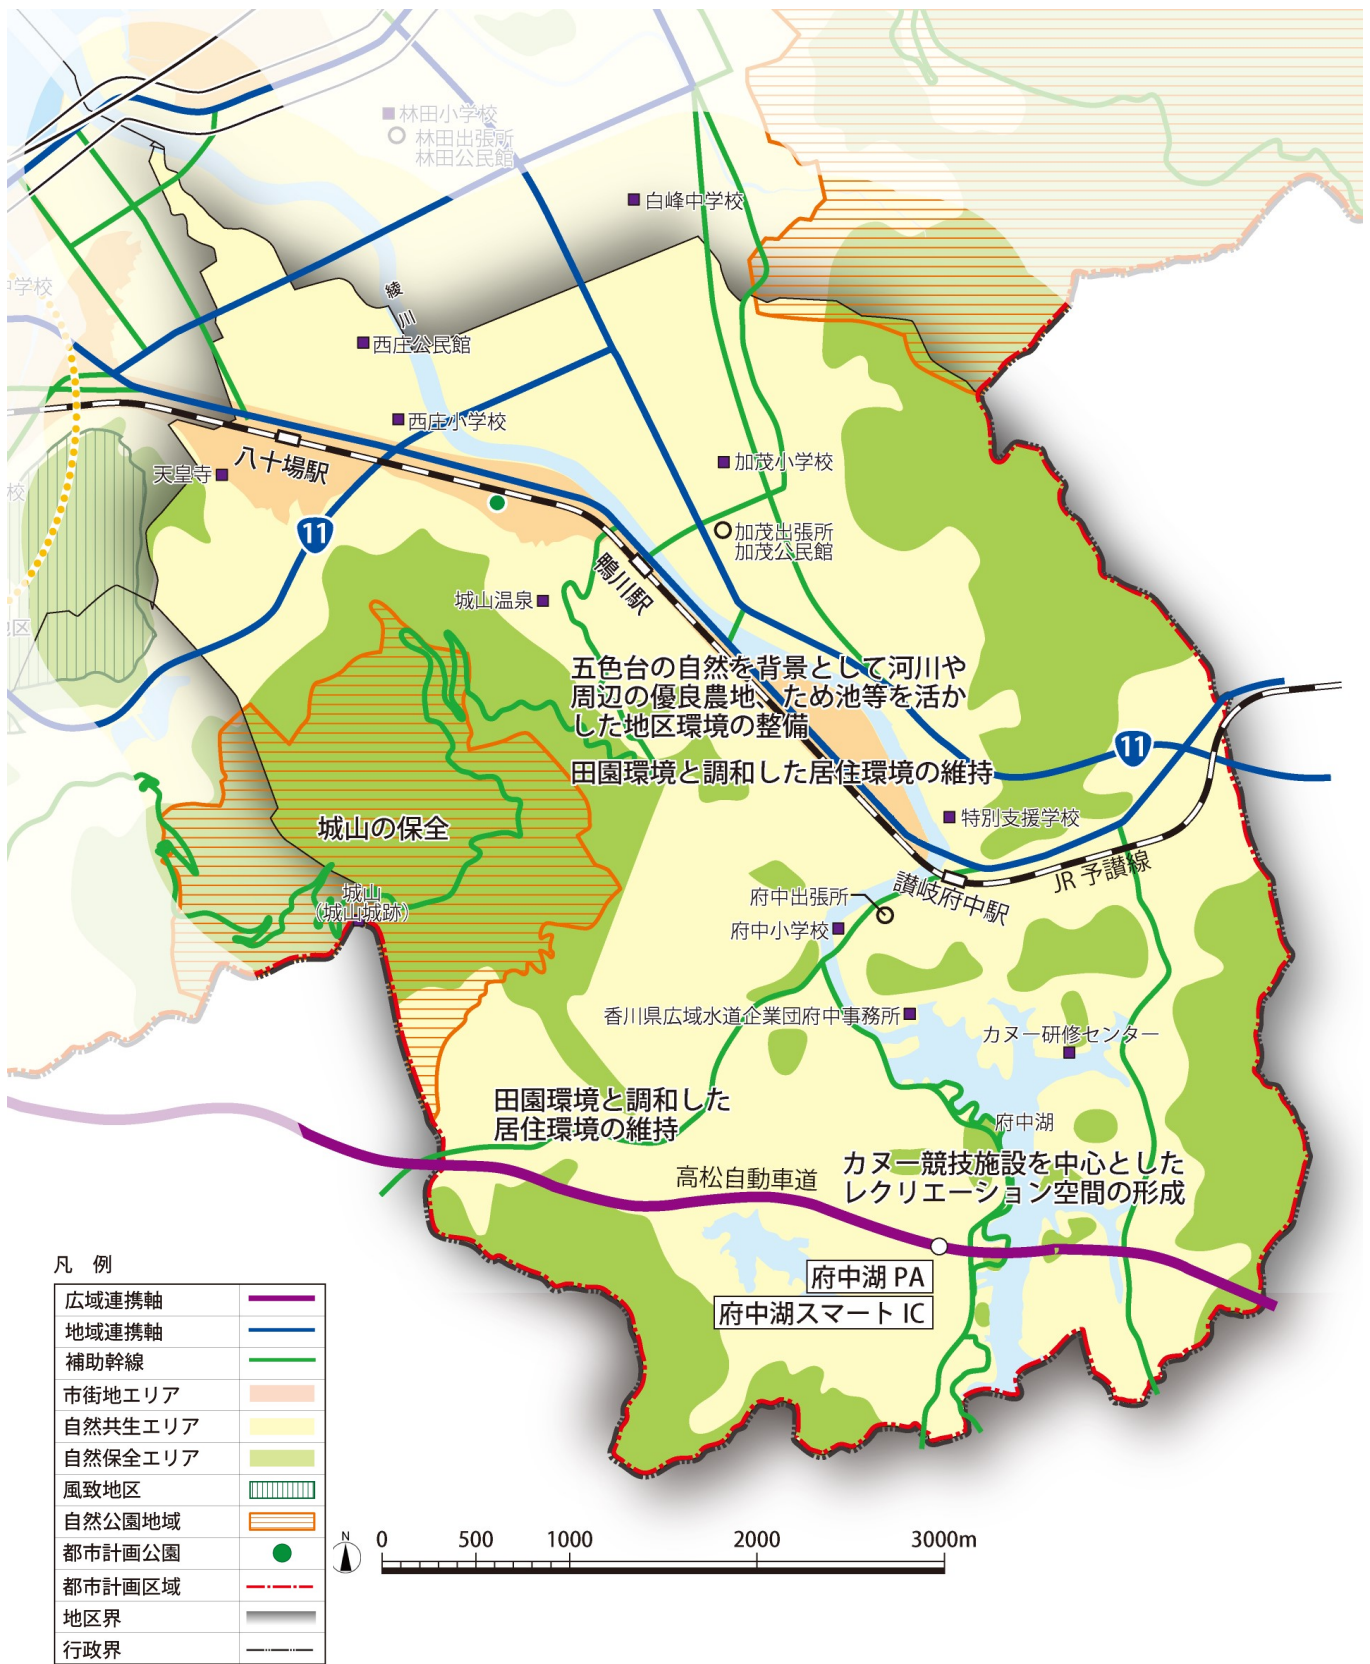 林田小学校
林田出張所
林田公民館
白峰中学校
中学校
綾川
西庄公民館
西庄小学校
八十場駅
天皇寺
校
加茂小学校
11
加茂出張所
加茂公民館
鴨川駅
城山温泉
地区
五色台の自然を背景として河川や
周辺の優良農地、ため池等を活か
した地区環境の整備
11
田園環境と調和した居住環境の維持
城山の保全
特別支援学校
JR 予讃線
讃岐府中駅
城山
（城山城跡）
府中出張所
府中小学校
香川県広域水道企業団府中事務所
カヌー研修センター
田園環境と調和した
居住環境の維持
府中湖
高松自動車道
カヌー競技施設を中心とした
レクリエーション空間の形成
府中湖 PA
府中湖スマート IC
凡 例
広域連携軸
地域連携軸
補助幹線
市街地エリア
自然共生エリア
自然保全エリア
風致地区
自然公園地域
都市計画公園
都市計画区域
地区界
行政界
N
0 500 1000 2000 3000m